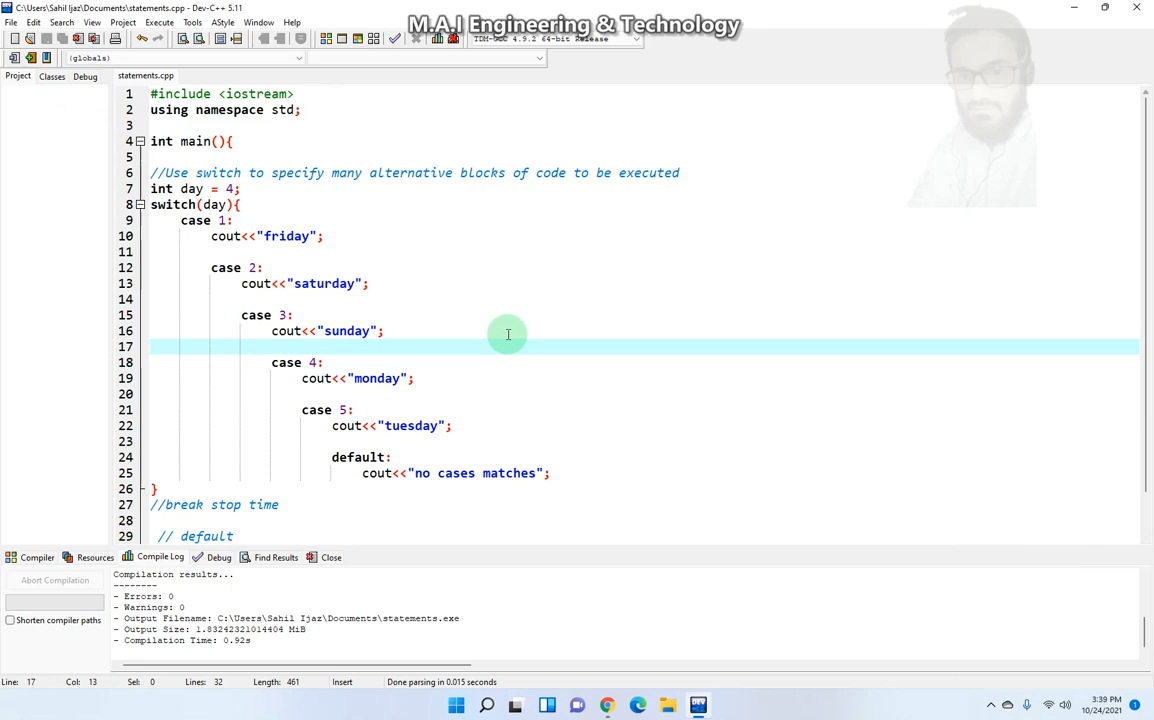 C:\Users\Sahil Ijaz\Documents\statements.cpp - Dev-C++ 5.11
M.A.I Engineering & Technology
File Edit Search View Project Execute Tools AStyle Window Help
TDM-GCC 4.9.2 64-bit Release
(globals)
Project Classes Debug statements.cpp
1 #include <iostream>
2 using namespace std;
3
4 int main(){
5
6 //Use switch to specify many alternative blocks of code to be executed
7 int day = 4;
8 switch(day){
9 case 1:
10 cout<<"friday";
11
12 case 2:
13 cout<<"saturday";
14
15 case 3:
16 cout<<"sunday";
17
18 case 4:
19 cout<<"monday";
20
21 case 5:
22 cout<<"tuesday";
23
24 default:
25 cout<<"no cases matches";
26 }
27 //break stop time
28
29 // default
Compiler Resources Compile Log Debug Find Results Close
Abort Compilation
Shorten compiler paths
Compilation results...
--------
- Errors: 0
- Warnings: 0
- Output Filename: C:\Users\Sahil Ijaz\Documents\statements.exe
- Output Size: 1.83242321014404 MiB
- Compilation Time: 0.92s
Line: 17 Col: 13 Sel: 0 Lines: 32 Length: 461 Insert Done parsing in 0.015 seconds
DEV
3:39 PM
10/24/2021
1